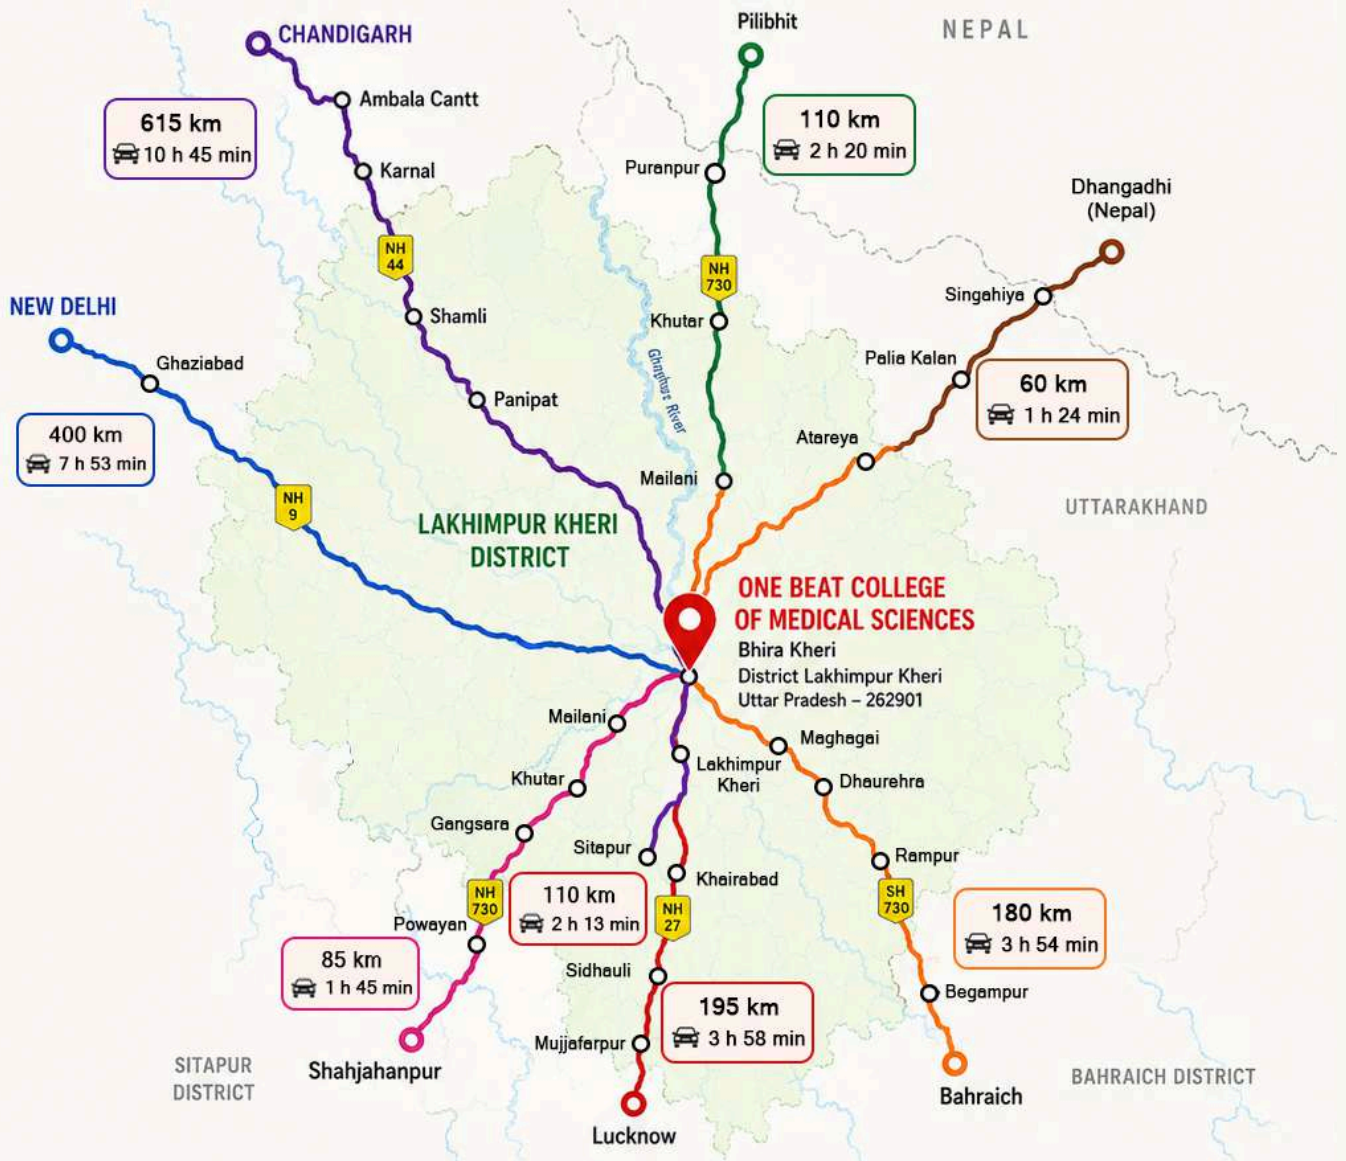 Pilibhit
NEPAL
CHANDIGARH
Ambala Cantt
615 km
10 h 45 min
110 km
2 h 20 min
Karnal
Puranpur
Dhangadhi
(Nepal)
NH
44
NH
730
Singahiya
NEW DELHI
Shamli
Khutar
Ghaziabad
Palia Kalan
60 km
1 h 24 min
Panipat
400 km
7 h 53 min
Atareya
Mailani
NH
9
UTTARAKHAND
LAKHIMPUR KHERI
DISTRICT
River
ONE BEAT COLLEGE
OF MEDICAL SCIENCES
Bhira Kheri
District Lakhimpur Kheri
Uttar Pradesh – 262901
Mailani
Maghagai
Lakhimpur
Kheri
Khutar
Dhaurehra
Gangsara
Sitapur
Rampur
Khairabad
NH
730
110 km
2 h 13 min
NH
27
SH
730
180 km
3 h 54 min
Powayan
85 km
1 h 45 min
Sidhauli
Begampur
195 km
3 h 58 min
Mujjafarpur
SITAPUR
DISTRICT
Shahjahanpur
BAHRAICH DISTRICT
Bahraich
Lucknow